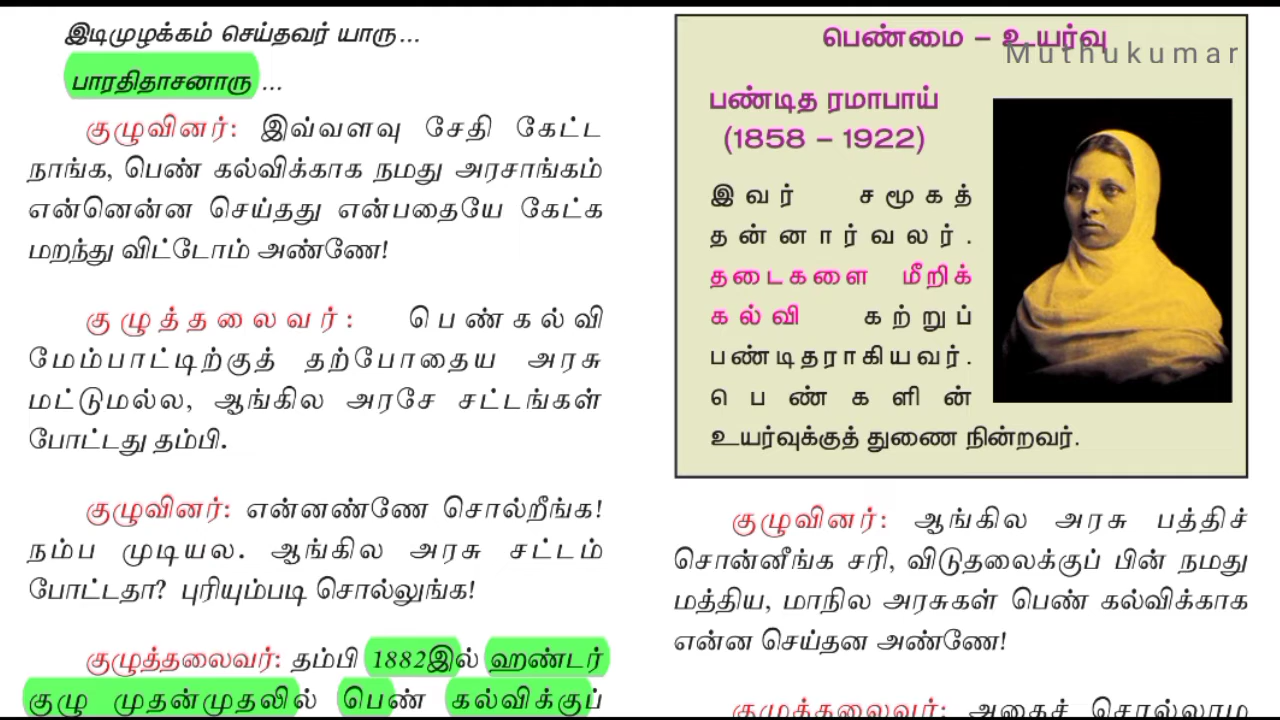 இடிமுழக்கம் செய்தவர் யாரு...
பாரதிதாசனாரு ...
குழுவினர்: இவ்வளவு சேதி கேட்ட
நாங்க, பெண் கல்விக்காக நமது அரசாங்கம்
என்னென்ன செய்தது என்பதையே கேட்க
மறந்து விட்டோம் அண்ணே!
குழுத்தலைவர்: பெண்கல்வி
மேம்பாட்டிற்குத் தற்போதைய அரசு
மட்டுமல்ல, ஆங்கில அரசே சட்டங்கள்
போட்டது தம்பி.
குழுவினர்: என்னண்ணே சொல்றீங்க!
நம்ப முடியல. ஆங்கில அரசு சட்டம்
போட்டதா? புரியும்படி சொல்லுங்க!
குழுத்தலைவர்: தம்பி 1882இல் ஹண்டர்
குழு முதன்முதலில் பெண் கல்விக்குப்
பெண்மை – உயர்வு
Muthukumar
பண்டித ரமாபாய்
(1858 – 1922)
இவர் சமூகத்
தன்னார்வலர்.
தடைகளை மீறிக்
கல்வி கற்றுப்
பண்டிதராகியவர்.
பெண்களின்
உயர்வுக்குத் துணை நின்றவர்.
குழுவினர்: ஆங்கில அரசு பத்திச்
சொன்னீங்க சரி, விடுதலைக்குப் பின் நமது
மத்திய, மாநில அரசுகள் பெண் கல்விக்காக
என்ன செய்தன அண்ணே!
குழுத்தலைவர்: அதைச் சொல்லாம